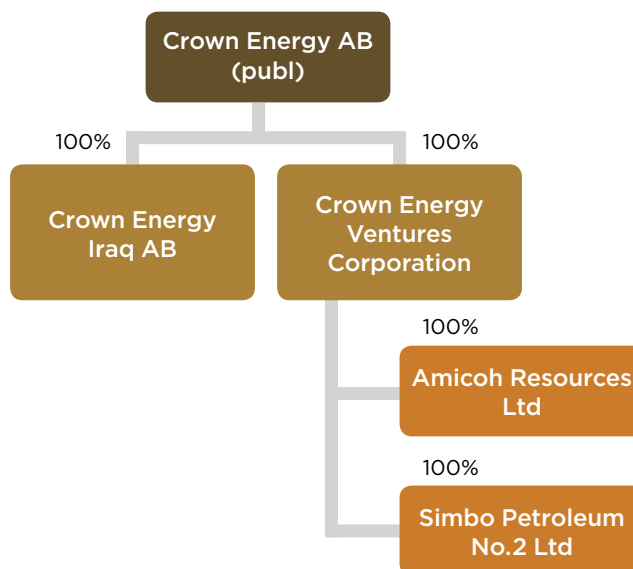 Crown Energy AB
(publ)
100%
100%
Crown Energy
Iraq AB
Crown Energy
Ventures
Corporation
100%
Amicoh Resources
Ltd
100%
Simbo Petroleum
No.2 Ltd